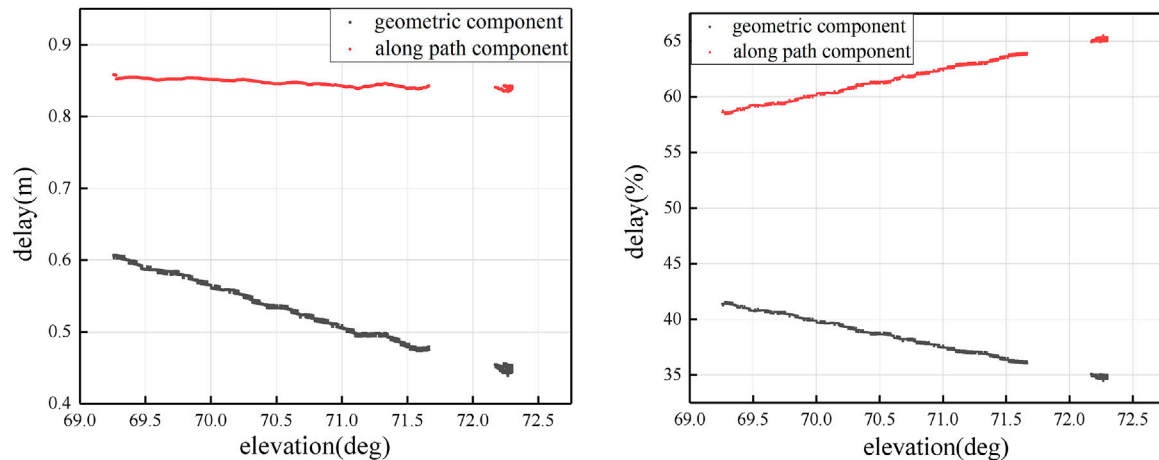 geometric component
along path component
0.9
0.8
0.7
0.6
0.5
0.4
delay(m)
69.0 69.5 70.0 70.5 71.0 71.5 72.0 72.5
elevation(deg)
geometric component
along path component
65
60
55
50
45
40
35
delay(%)
69.0 69.5 70.0 70.5 71.0 71.5 72.0 72.5
elevation(deg)